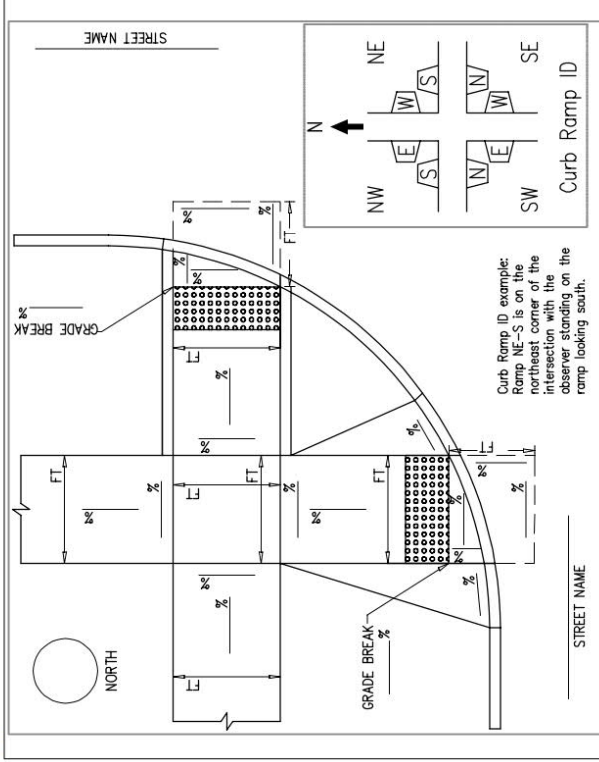 STREET NAME
N
NE
NW
SE
SW
S
W
E
S
N
W
N
E
Curb Ramp ID
%
%
FT
%
%
GRADE BREAK
%
FT
%
%
Curb Ramp ID example:
Ramp NE-S is on the
northeast corner of the
intersection with the
observer standing on the
ramp looking south.
FT
%
%
FT
FT
%
%
FT
%
FT
%
%
%
%
%
%
%
FT
GRADE BREAK
%
NORTH
STREET NAME